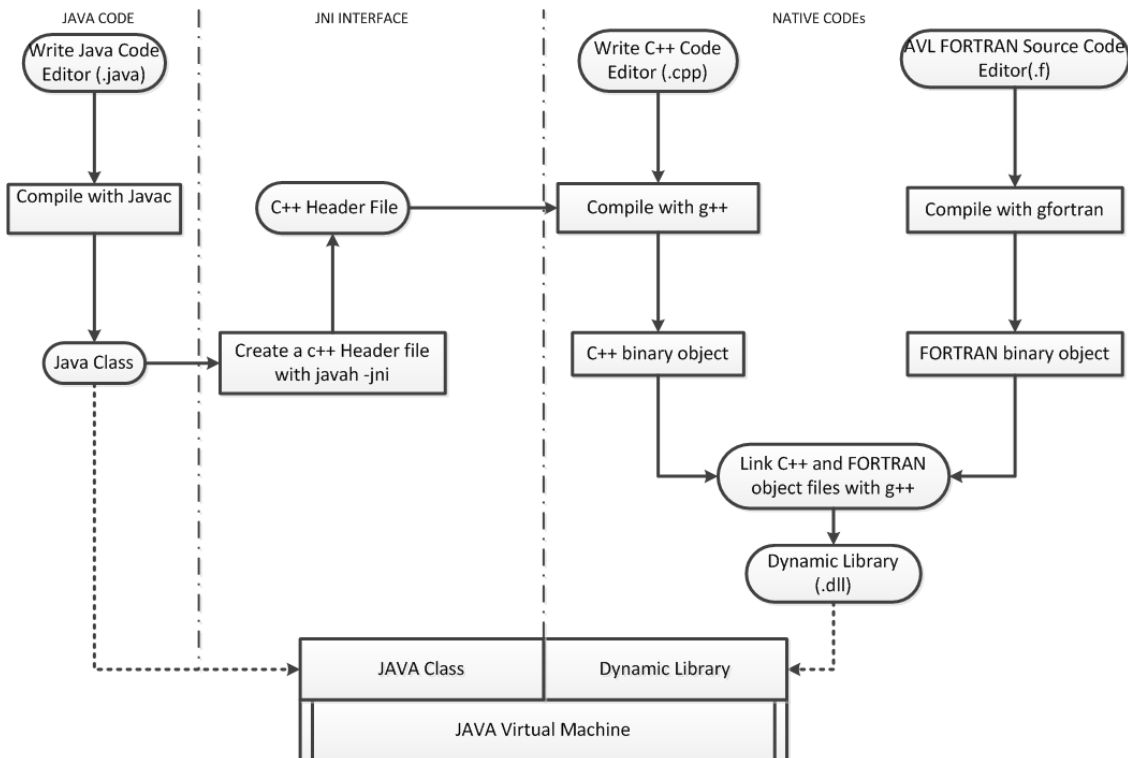 JAVA CODE
JNI INTERFACE
NATIVE CODEs
Write Java Code
Editor (.java)
Write C++ Code
Editor (.cpp)
AVL FORTRAN Source Code
Editor(.f)
Compile with Javac
C++ Header File
Compile with g++
Compile with gfortran
Java Class
Create a c++ Header file
with javah -jni
C++ binary object
FORTRAN binary object
Link C++ and FORTRAN
object files with g++
Dynamic Library
(.dll)
JAVA Class
Dynamic Library
JAVA Virtual Machine